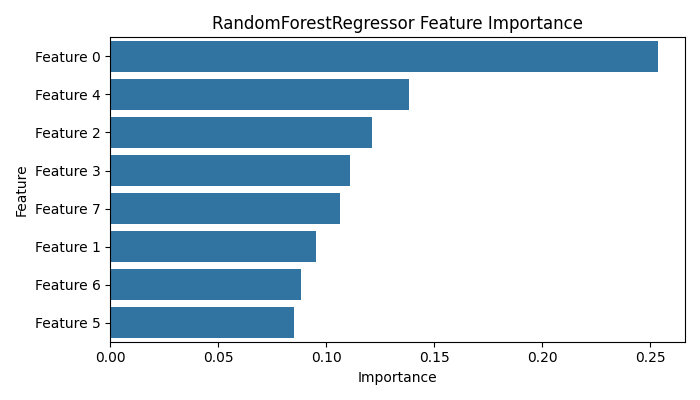 RandomForestRegressor Feature Importance
Feature
Feature 0
Feature 4
Feature 2
Feature 3
Feature 7
Feature 1
Feature 6
Feature 5
0.00 0.05 0.10 0.15 0.20 0.25
Importance